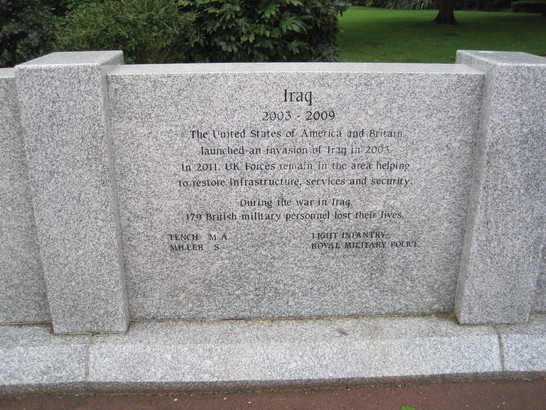 Iraq
2003 - 2009
The United States of America and Britain
launched an invasion of Iraq in 2003.
In 2011, UK Forces remain in the area helping
to restore infrastructure, services and security.
During the war in Iraq,
179 British military personnel lost their lives.
TENCH M A LIGHT INFANTRY
MILLER S ROYAL MILITARY POLICE